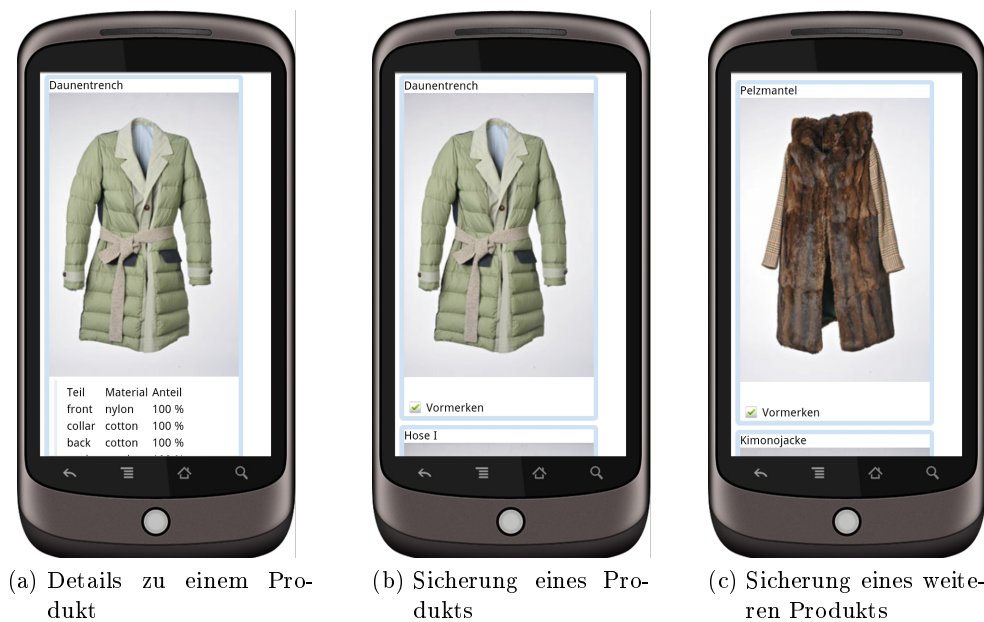 Daunentrench
Teil Material Anteil
front nylon 100 %
collar cotton 100 %
back cotton 100 %
Daunentrench
Vormerken
Hose I
Pelzmantel
Vormerken
Kimonojacke
(a) Details zu einem Pro-
dukt
(b) Sicherung eines Pro-
dukts
(c) Sicherung eines weite-
ren Produkts